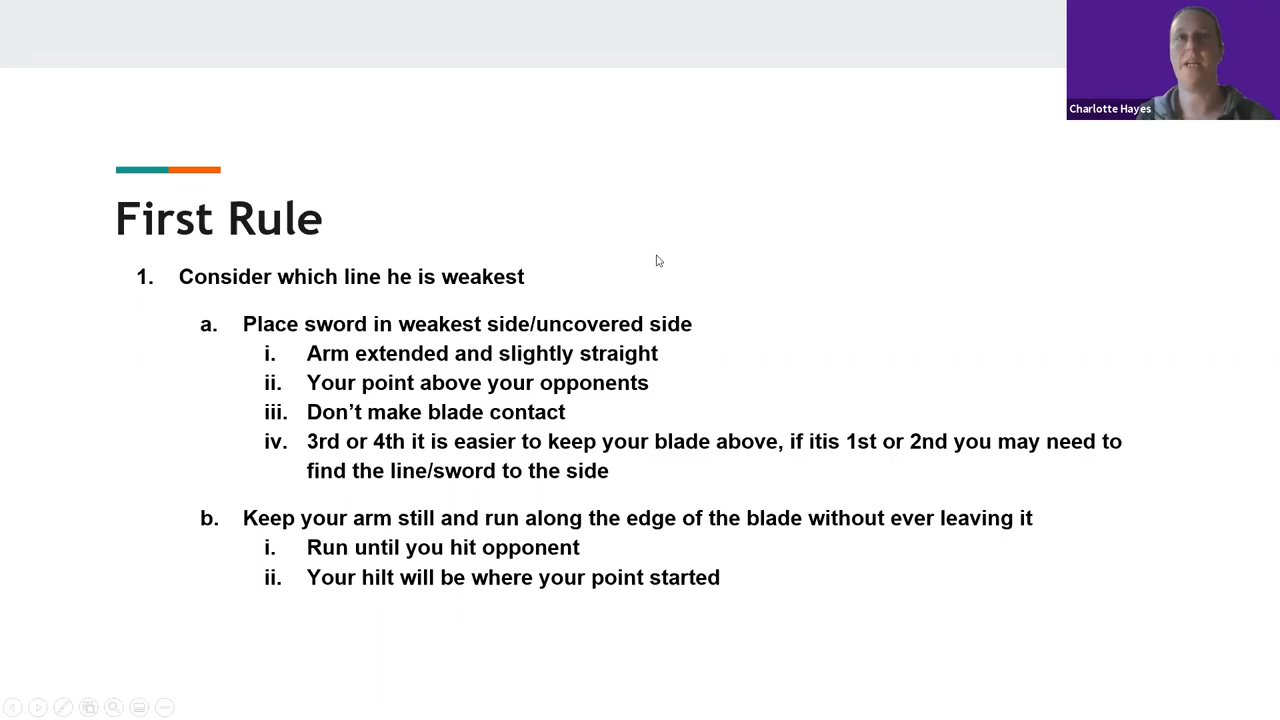 Charlotte Hayes
First Rule
1. Consider which line he is weakest
a. Place sword in weakest side/uncovered side
i. Arm extended and slightly straight
ii. Your point above your opponents
iii. Don’t make blade contact
iv. 3rd or 4th it is easier to keep your blade above, if itis 1st or 2nd you may need to
find the line/sword to the side
b. Keep your arm still and run along the edge of the blade without ever leaving it
i. Run until you hit opponent
ii. Your hilt will be where your point started